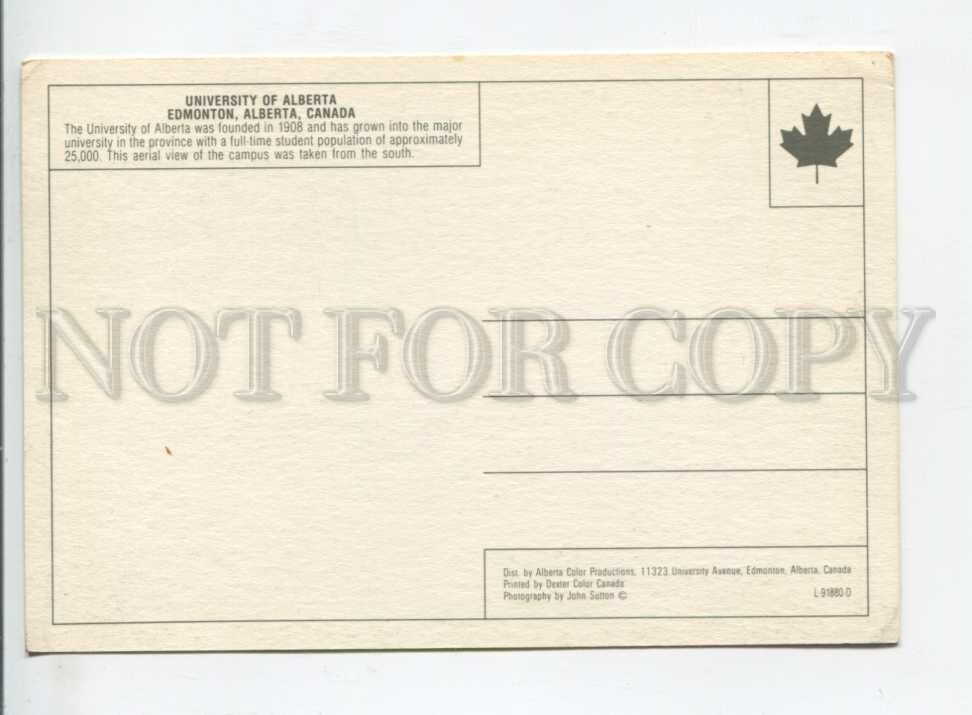 UNIVERSITY OF ALBERTA
EDMONTON, ALBERTA, CANADA
The University of Alberta was founded in 1908 and has grown into the major
university in the province with a full-time student population of approximately
25,000. This aerial view of the campus was taken from the south.
NOT FOR COPY
Dist. by Alberta Color Productions, 11323 University Avenue, Edmonton, Alberta, Canada
Printed by Dexter Color Canada
Photography by John Sutton ©
L-91880-D